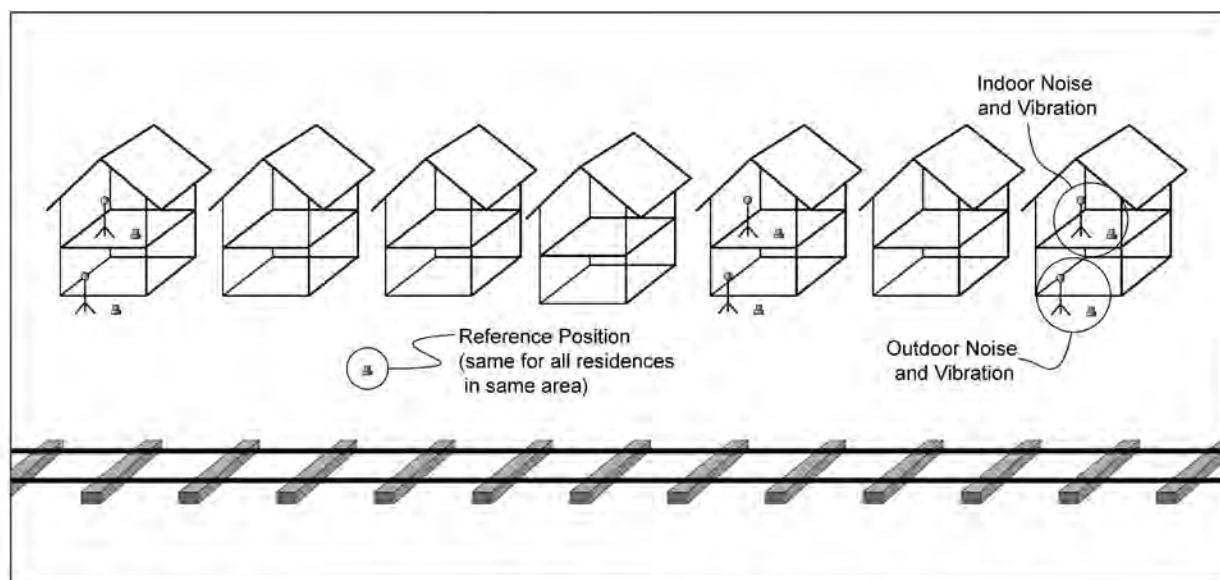 Indoor Noise
and Vibration
Reference Position
(same for all residences
in same area)
Outdoor Noise
and Vibration